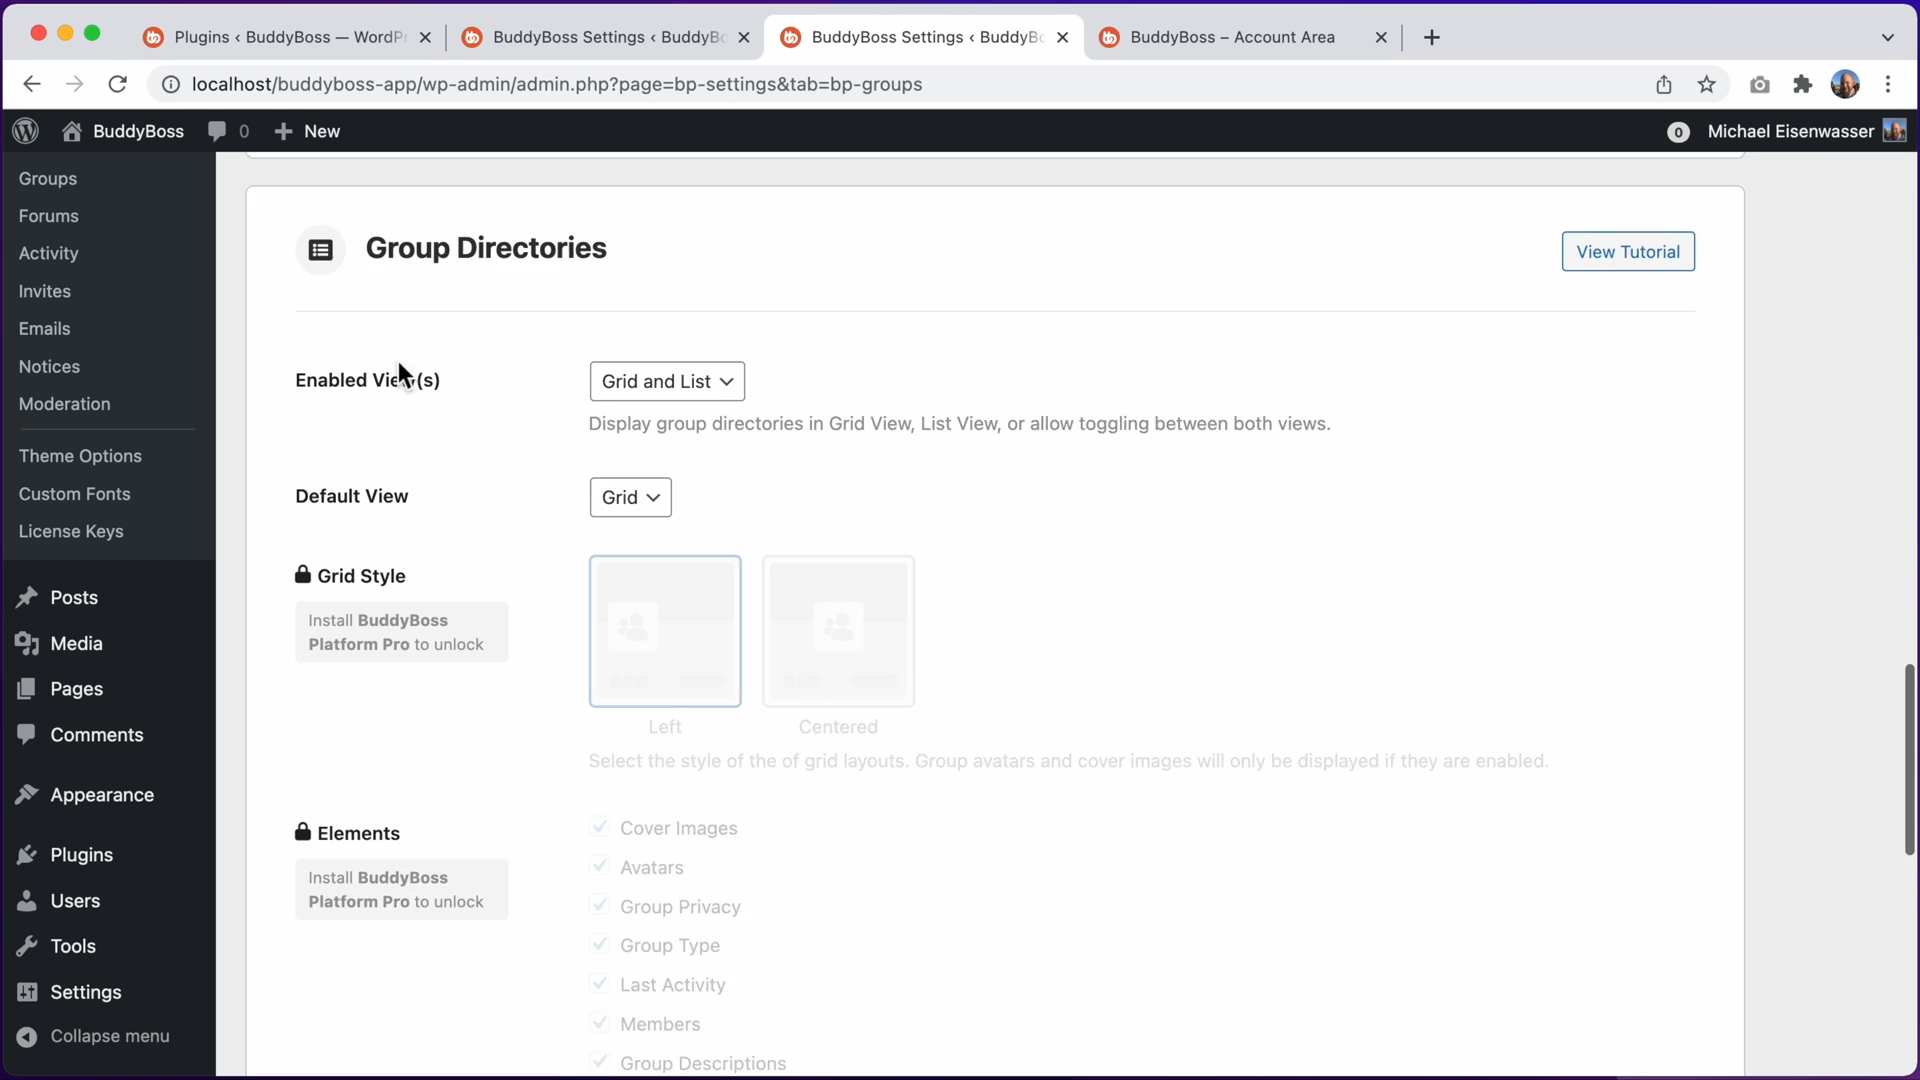 Plugins ‹ BuddyBoss — WordPr
BuddyBoss Settings ‹ BuddyBo
BuddyBoss Settings ‹ BuddyBo
BuddyBoss – Account Area
localhost/buddyboss-app/wp-admin/admin.php?page=bp-settings&tab=bp-groups
BuddyBoss
0
New
0
Michael Eisenwasser
Groups
Forums
Activity
Invites
Emails
Notices
Moderation
Theme Options
Custom Fonts
License Keys
Posts
Media
Pages
Comments
Appearance
Plugins
Users
Tools
Settings
Collapse menu
Group Directories
View Tutorial
Enabled View(s)
Grid and List
Display group directories in Grid View, List View, or allow toggling between both views.
Default View
Grid
Grid Style
Install BuddyBoss
Platform Pro to unlock
Left
Centered
Select the style of the of grid layouts. Group avatars and cover images will only be displayed if they are enabled.
Elements
Install BuddyBoss
Platform Pro to unlock
Cover Images
Avatars
Group Privacy
Group Type
Last Activity
Members
Group Descriptions